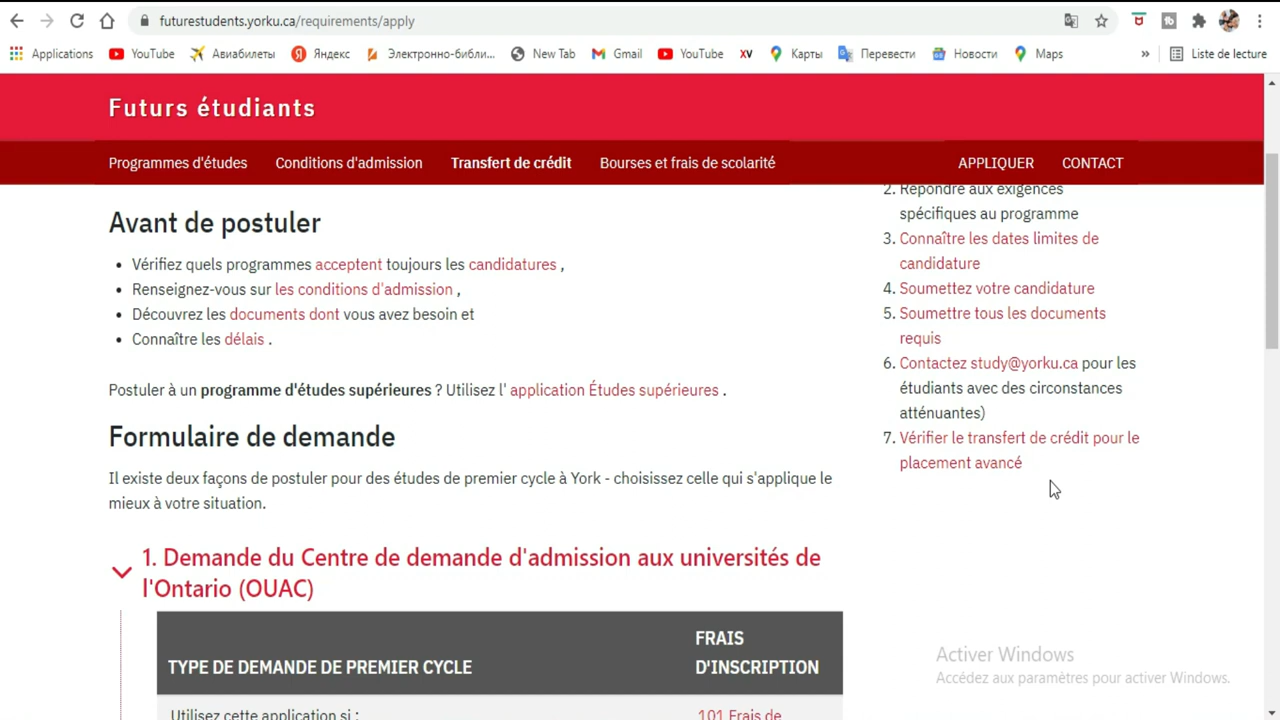 futurestudents.yorku.ca/requirements/apply
Applications YouTube Авиабилеты Яндекс Электронно-библи... New Tab Gmail YouTube XV Карты Перевести Новости Maps » Liste de lecture
Futurs étudiants
Programmes d'études Conditions d'admission Transfert de crédit Bourses et frais de scolarité APPLIQUER CONTACT
Avant de postuler
• Vérifiez quels programmes acceptent toujours les candidatures ,
• Renseignez-vous sur les conditions d'admission ,
• Découvrez les documents dont vous avez besoin et
• Connaître les délais .
Postuler à un programme d'études supérieures ? Utilisez l' application Études supérieures .
Formulaire de demande
Il existe deux façons de postuler pour des études de premier cycle à York - choisissez celle qui s'applique le
mieux à votre situation.
1. Demande du Centre de demande d'admission aux universités de
l'Ontario (OUAC)
FRAIS
TYPE DE DEMANDE DE PREMIER CYCLE D'INSCRIPTION
Utilisez cette application si : 101 Frais de
2. Répondre aux exigences
spécifiques au programme
3. Connaître les dates limites de
candidature
4. Soumettez votre candidature
5. Soumettre tous les documents
requis
6. Contactez study@yorku.ca pour les
étudiants avec des circonstances
atténuantes)
7. Vérifier le transfert de crédit pour le
placement avancé
Activer Windows
Accédez aux paramètres pour activer Windows.